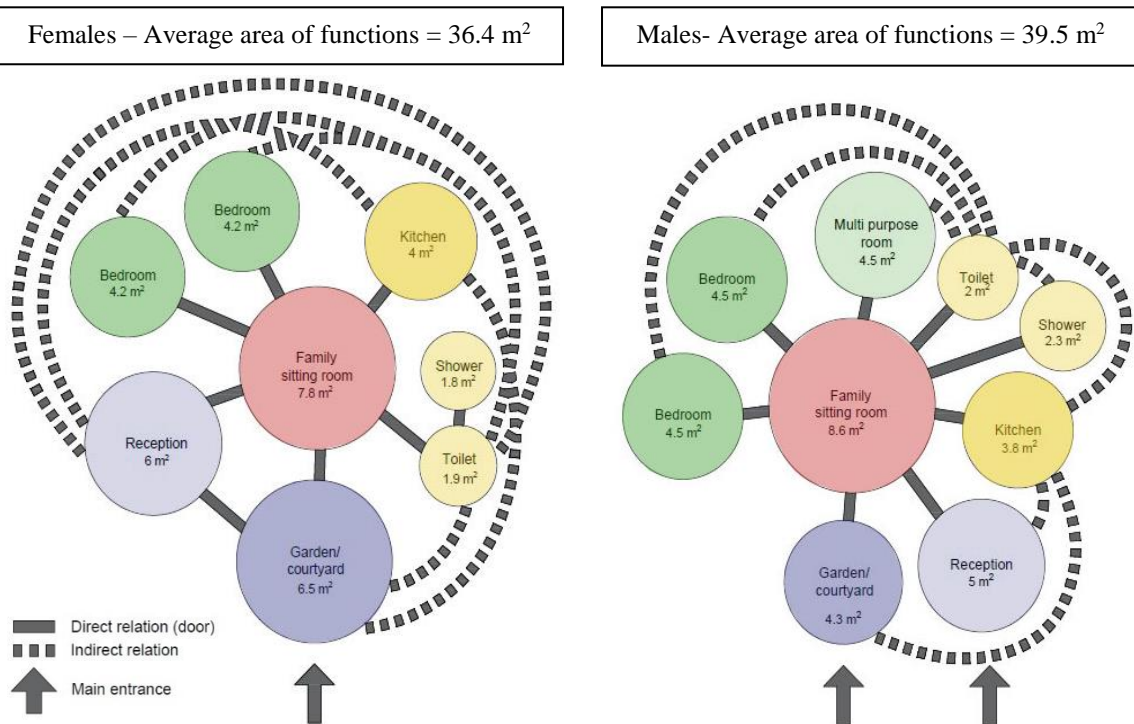 Females – Average area of functions = 36.4 m²
Males- Average area of functions = 39.5 m²
Bedroom
4.2 m²
Bedroom
4.2 m²
Kitchen
4 m²
Family
sitting room
7.8 m²
Shower
1.8 m²
Toilet
1.9 m²
Reception
6 m²
Garden/
courtyard
6.5 m²
Direct relation (door)
Indirect relation
Main entrance
Multi purpose
room
4.5 m²
Bedroom
4.5 m²
Toilet
2 m²
Shower
2.3 m²
Family
sitting room
8.6 m²
Bedroom
4.5 m²
Kitchen
3.8 m²
Reception
5 m²
Garden/
courtyard
4.3 m²